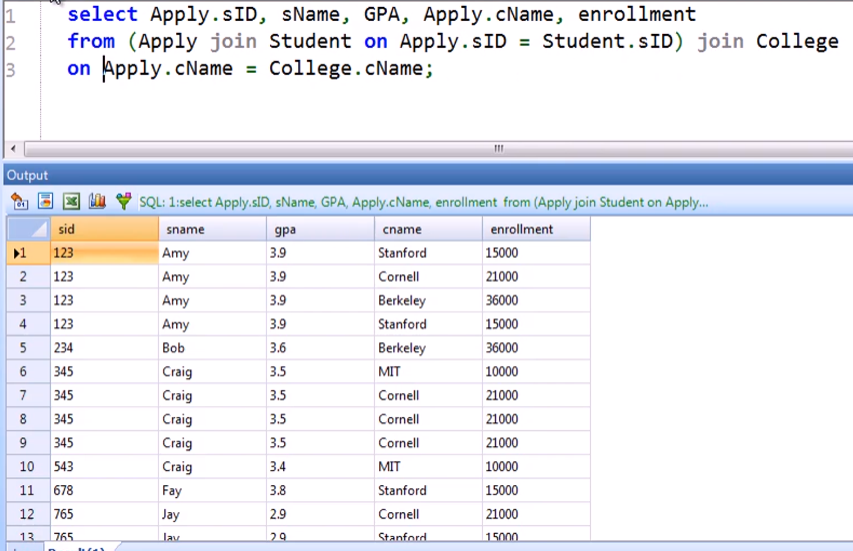 1 select Apply.sID, sName, GPA, Apply.cName, enrollment
2 from (Apply join Student on Apply.sID = Student.sID) join College
3 on Apply.cName = College.cName;
Output
SQL: 1:select Apply.sID, sName, GPA, Apply.cName, enrollment from (Apply join Student on Apply...
sid sname gpa cname enrollment
1 123 Amy 3.9 Stanford 15000
2 123 Amy 3.9 Cornell 21000
3 123 Amy 3.9 Berkeley 36000
4 123 Amy 3.9 Stanford 15000
5 234 Bob 3.6 Berkeley 36000
6 345 Craig 3.5 MIT 10000
7 345 Craig 3.5 Cornell 21000
8 345 Craig 3.5 Cornell 21000
9 345 Craig 3.5 Cornell 21000
10 543 Craig 3.4 MIT 10000
11 678 Fay 3.8 Stanford 15000
12 765 Jay 2.9 Cornell 21000
13 765 Jay 2.9 Stanford 15000